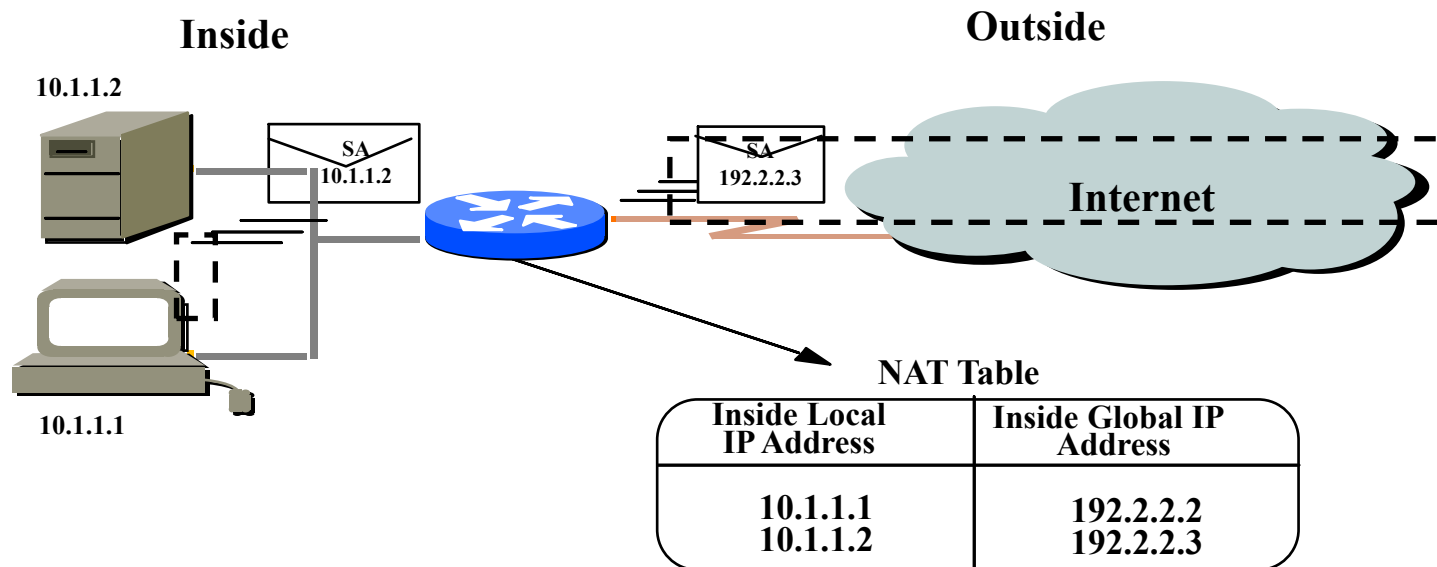 Inside
Outside
10.1.1.2
SA
10.1.1.2
SA
192.2.2.3
Internet
10.1.1.1
NAT Table
Inside Local
IP Address
Inside Global IP
Address
10.1.1.1
192.2.2.2
10.1.1.2
192.2.2.3